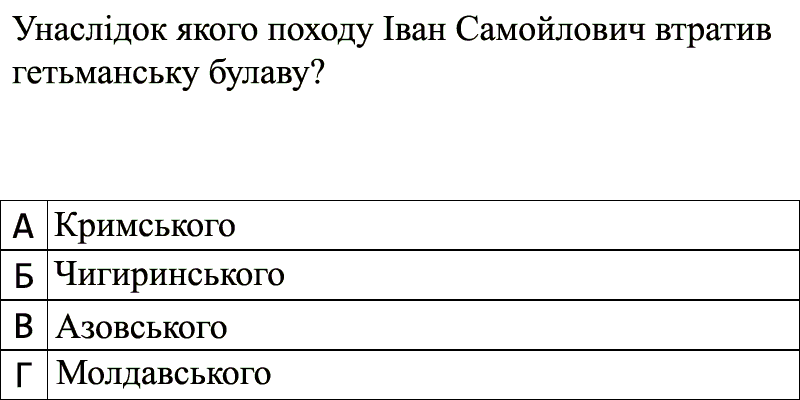 Унаслідок якого походу Іван Самойлович втратив
гетьманську булаву?
А Кримського
Б Чигиринського
В Азовського
Г Молдавського